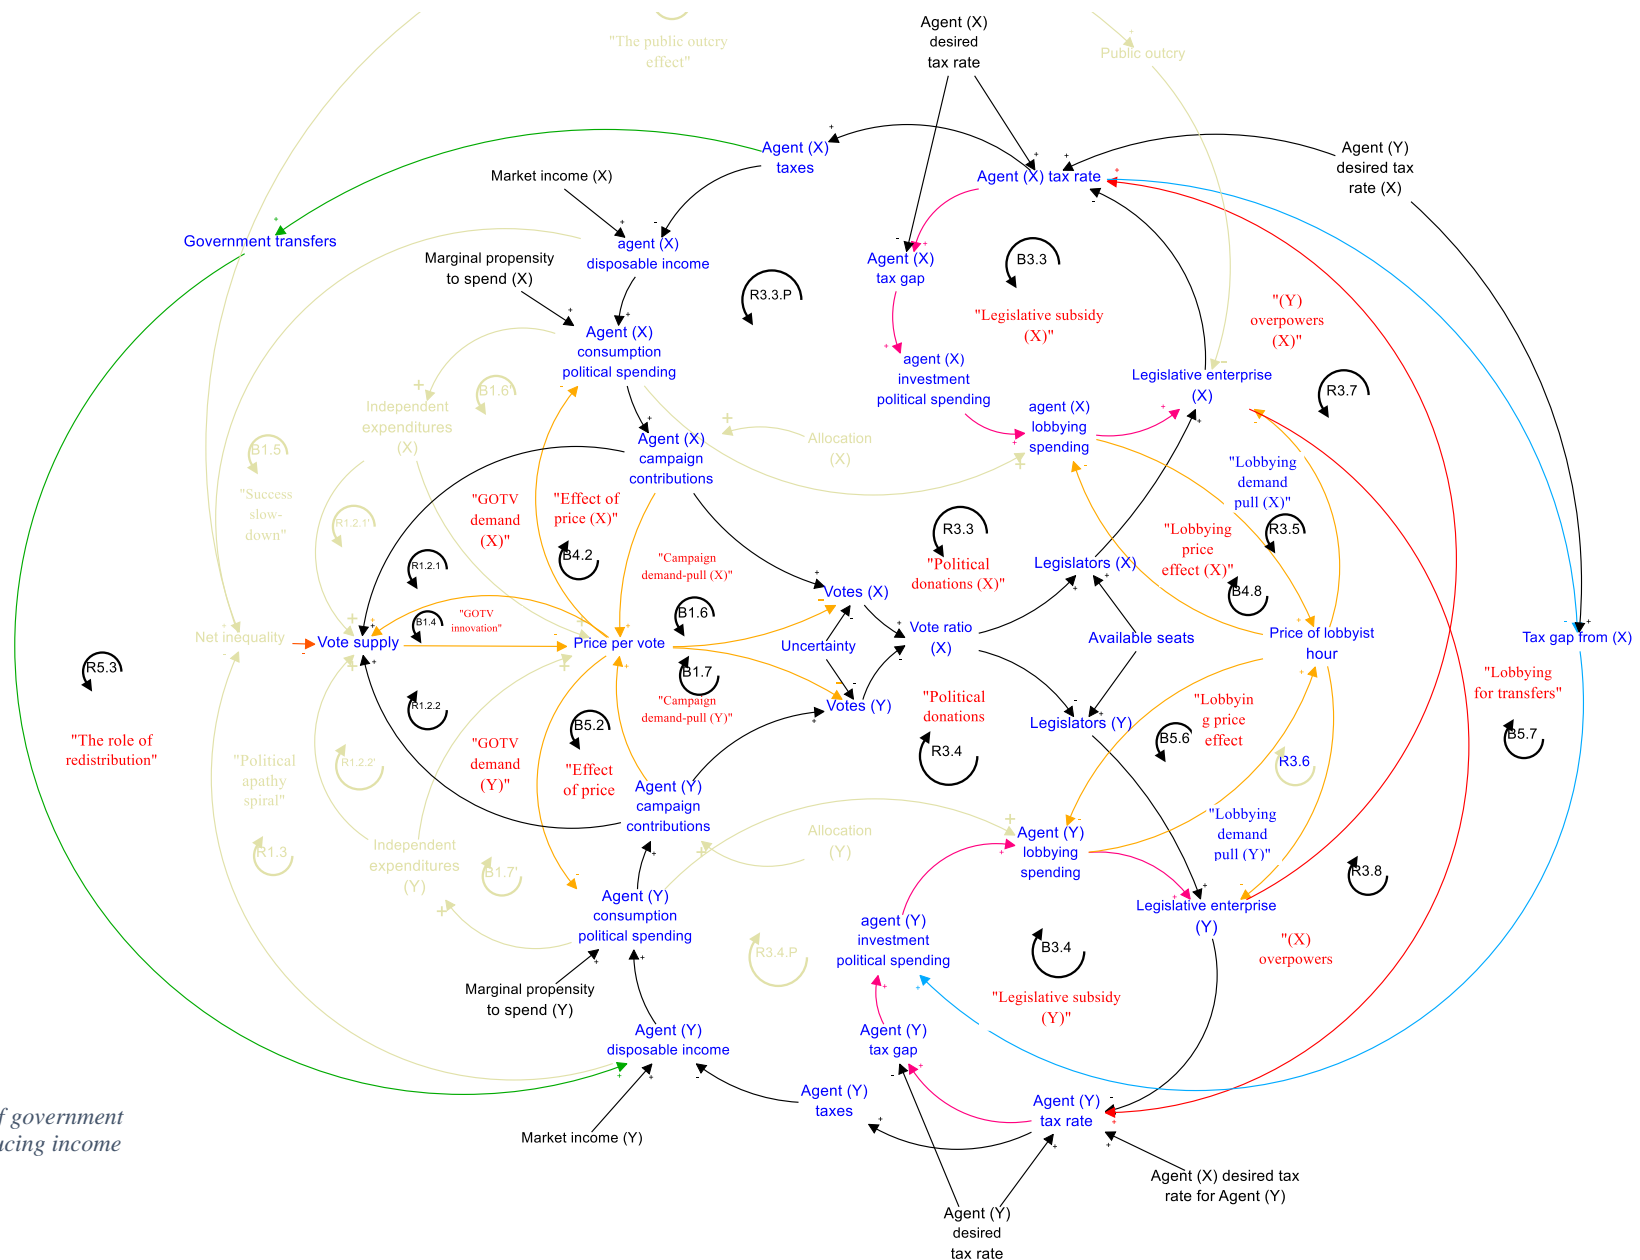 Agent (X)
desired
tax rate
"The public outcry
effect"
Public outcry
Agent (X)
taxes
Market income (X)
Agent (X) tax rate
Agent (Y)
desired tax
rate (X)
Government transfers
agent (X)
disposable income
Marginal propensity
to spend (X)
Agent (X)
tax gap
B3.3
R3.3.P
"Legislative subsidy
(X)"
"(Y)
overpowers
(X)"
Agent (X)
consumption
political spending
agent (X)
investment
political spending
Legislative enterprise
(X)
R3.7
B1.6'
Independent
expenditures
(X)
agent (X)
lobbying
spending
Allocation
(X)
Agent (X)
campaign
contributions
B1.5
"Success
slow-
down"
R1.2.1'
"GOTV
demand
(X)"
"Effect of
price (X)"
B4.2
"Lobbying
demand
pull (X)"
R3.3
"Political
donations (X)"
"Lobbying
price
effect (X)"
R3.5
R1.2.1
"Campaign
demand-pull (X)"
Legislators (X)
B4.8
Votes (X)
B1.4
"GOTV
innovation"
B1.6
Net inequality
Vote supply
Price per vote
Uncertainty
Vote ratio
(X)
Available seats
Price of lobbyist
hour
Tax gap from (X)
R5.3
B1.7
"Lobbying
for transfers"
R1.2.2
"Campaign
demand-pull (Y)"
Votes (Y)
"Political
donations
Legislators (Y)
"Lobbyin
g price
effect
B5.2
B5.6
B5.7
"The role of
redistribution"
"Political
apathy
spiral"
R1.2.2'
"GOTV
demand
(Y)"
"Effect
of price
R3.4
R3.6
Agent (Y)
campaign
contributions
"Lobbying
demand
pull (Y)"
Agent (Y)
lobbying
spending
Allocation
(Y)
R1.3
Independent
expenditures
(Y)
B1.7'
R3.8
Agent (Y)
consumption
political spending
Legislative enterprise
(Y)
agent (Y)
investment
political spending
R3.4.P
B3.4
"(X)
overpowers
Marginal propensity
to spend (Y)
"Legislative subsidy
(Y)"
Agent (Y)
disposable income
Agent (Y)
tax gap
Agent (Y)
taxes
Agent (Y)
tax rate
f government
ucing income
Market income (Y)
Agent (X) desired tax
rate for Agent (Y)
Agent (Y)
desired
tax rate